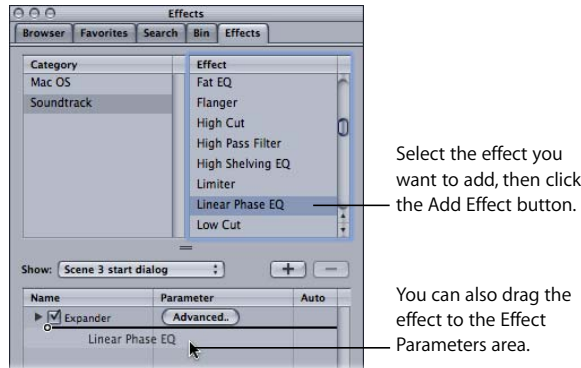 Effects
Browser Favorites Search Bin Effects
Category
Effect
Mac OS
Soundtrack
Fat EQ
Flanger
High Cut
High Pass Filter
High Shelving EQ
Limiter
Linear Phase EQ
Low Cut
Select the effect you
want to add, then click
the Add Effect button.
Show: Scene 3 start dialog
+ −
Name Parameter Auto
Expander Advanced..
Linear Phase EQ
You can also drag the
effect to the Effect
Parameters area.